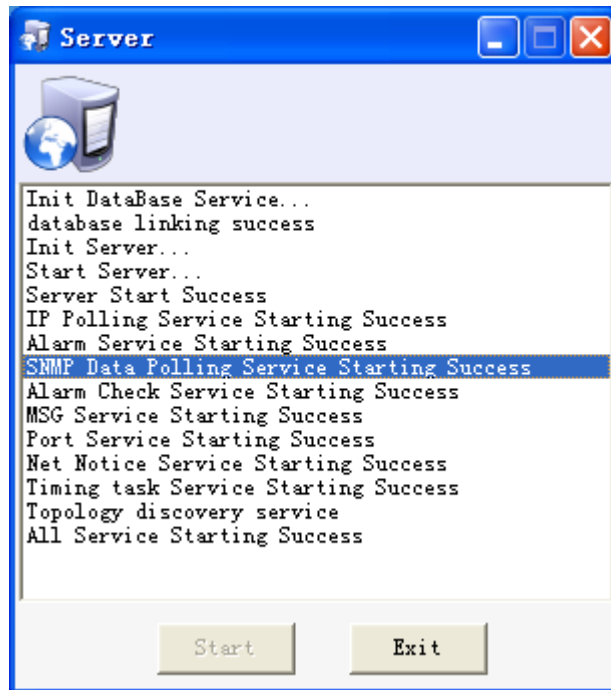 Server
Init DataBase Service...
database linking success
Init Server...
Start Server...
Server Start Success
IP Polling Service Starting Success
Alarm Service Starting Success
SNMP Data Polling Service Starting Success
Alarm Check Service Starting Success
MSG Service Starting Success
Port Service Starting Success
Net Notice Service Starting Success
Timing task Service Starting Success
Topology discovery service
All Service Starting Success
Start Exit